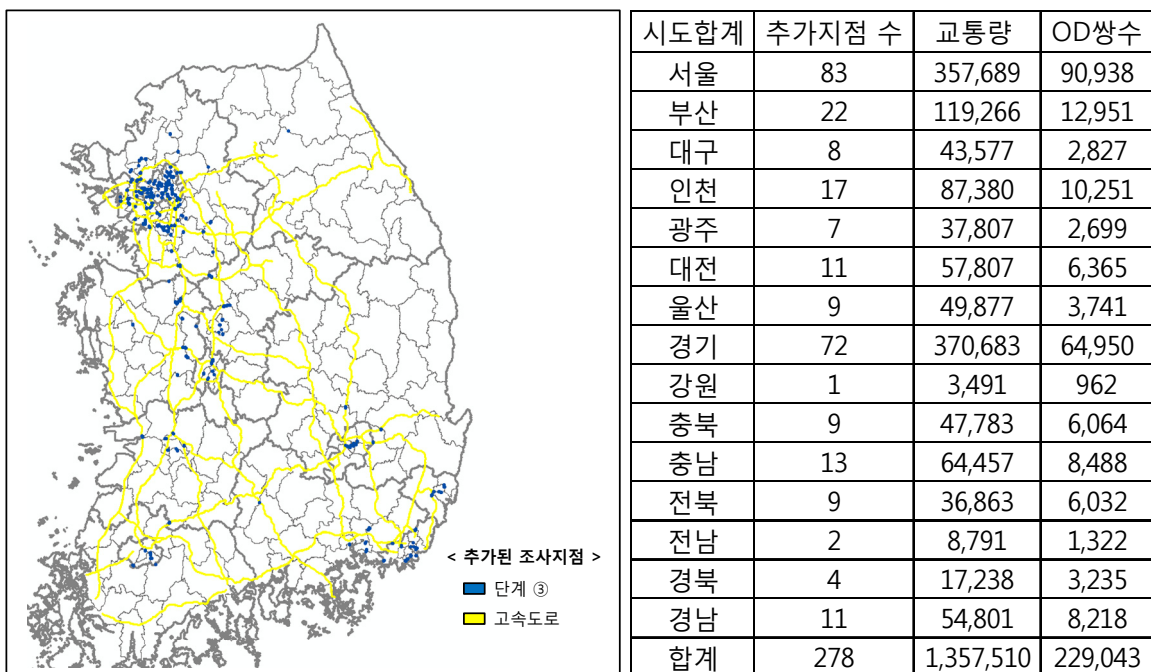 < 추가된 조사지점 >
단계 ③
고속도로
시도합계 추가지점 수 교통량 OD쌍수
서울 83 357,689 90,938
부산 22 119,266 12,951
대구 8 43,577 2,827
인천 17 87,380 10,251
광주 7 37,807 2,699
대전 11 57,807 6,365
울산 9 49,877 3,741
경기 72 370,683 64,950
강원 1 3,491 962
충북 9 47,783 6,064
충남 13 64,457 8,488
전북 9 36,863 6,032
전남 2 8,791 1,322
경북 4 17,238 3,235
경남 11 54,801 8,218
합계 278 1,357,510 229,043